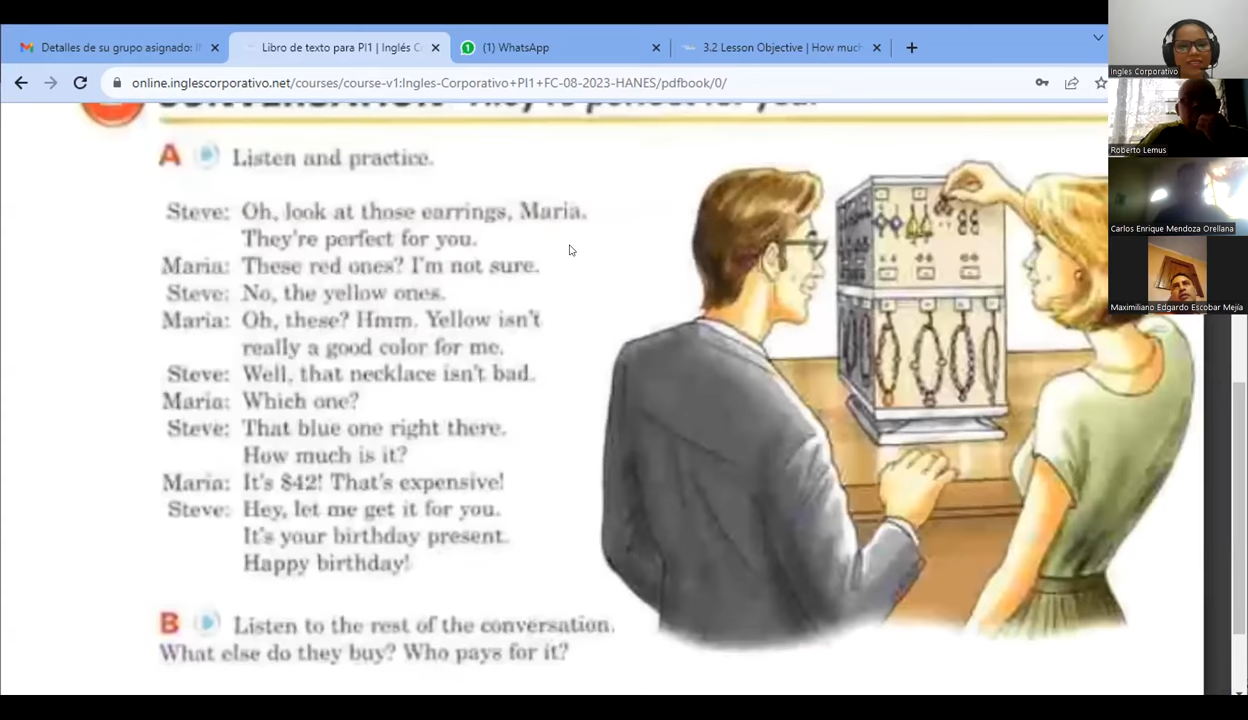 Detalles de su grupo asignado: I
Libro de texto para PI1 | Inglés C
(1) WhatsApp
3.2 Lesson Objective | How much
online.inglescorporativo.net/courses/course-v1:Ingles-Corporativo+PI1+FC-08-2023-HANES/pdfbook/0/
Ingles Corporativo
Roberto Lemus
Carlos Enrique Mendoza Orellana
Maximiliano Edgardo Escobar Mejía
CONVERSATION They're perfect for you.
A Listen and practice.
Steve: Oh, look at those earrings, Maria.
They're perfect for you.
Maria: These red ones? I'm not sure.
Steve: No, the yellow ones.
Maria: Oh, these? Hmm. Yellow isn't
really a good color for me.
Steve: Well, that necklace isn't bad.
Maria: Which one?
Steve: That blue one right there.
How much is it?
Maria: It's $42! That's expensive!
Steve: Hey, let me get it for you.
It's your birthday present.
Happy birthday!
B Listen to the rest of the conversation.
What else do they buy? Who pays for it?